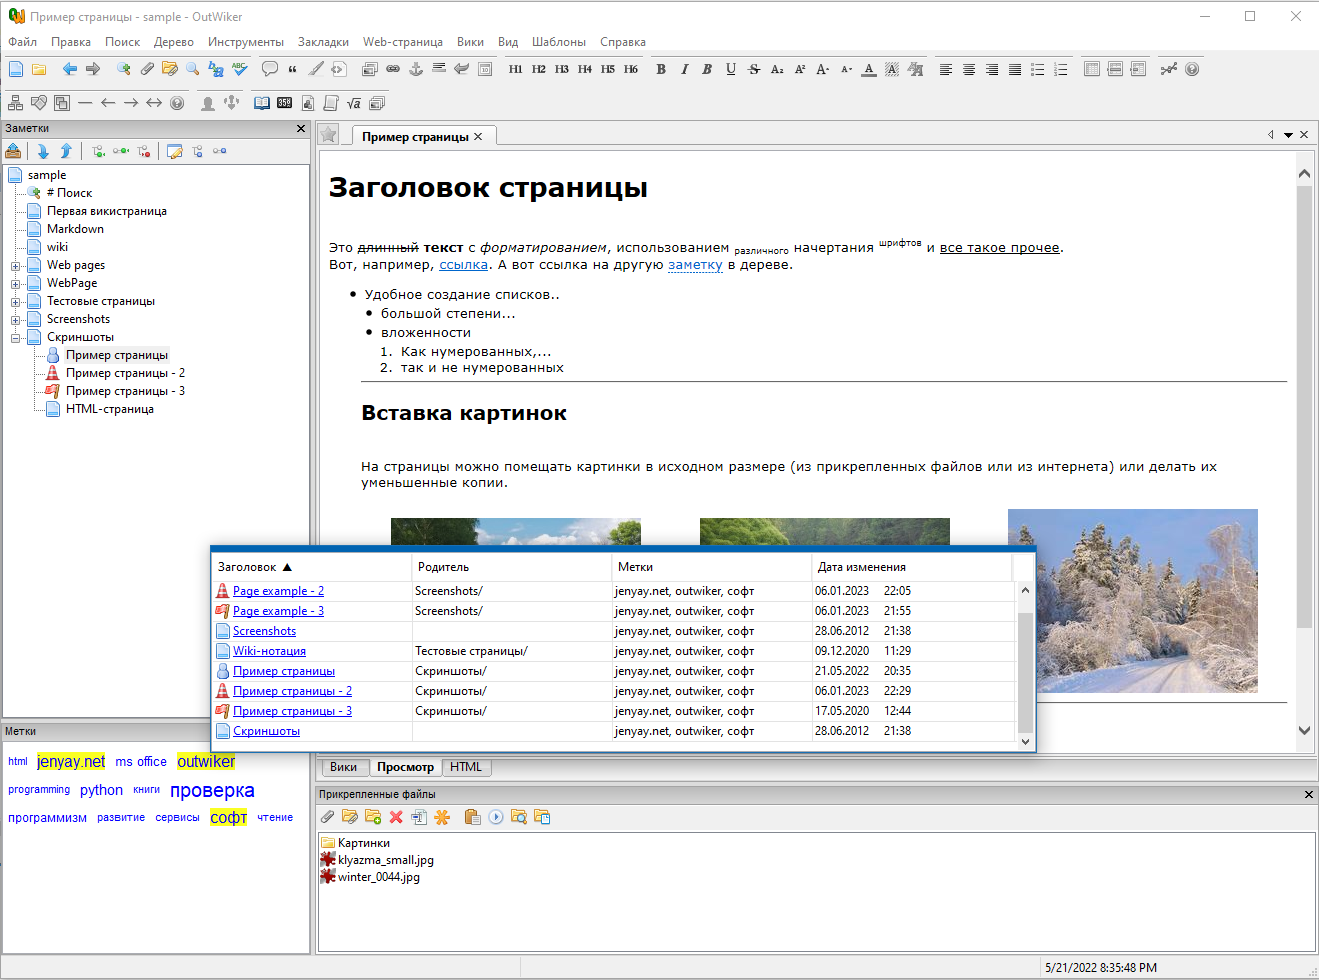 Пример страницы - sample - OutWiker
Файл Правка Поиск Дерево Инструменты Закладки Web-страница Вики Вид Шаблоны Справка
H1 H2 H3 H4 H5 H6 B I B U S A₂ A² A A A
Заметки
sample
# Поиск
Первая викистраница
Markdown
wiki
Web pages
WebPage
Тестовые страницы
Screenshots
Скриншоты
Пример страницы
Пример страницы - 2
Пример страницы - 3
HTML-страница
Пример страницы
Заголовок страницы
Это длинный текст с форматированием, использованием различного начертания шрифтов и все такое прочее.
Вот, например, ссылка. А вот ссылка на другую заметку в дереве.
Удобное создание списков..
большой степени...
вложенности
1. Как нумерованных,...
2. так и не нумерованных
Вставка картинок
На страницы можно помещать картинки в исходном размере (из прикрепленных файлов или из интернета) или делать их
уменьшенные копии.
Заголовок ▲ Родитель Метки Дата изменения
Page example - 2 Screenshots/ jenyay.net, outwiker, софт 06.01.2023 22:05
Page example - 3 Screenshots/ jenyay.net, outwiker, софт 06.01.2023 21:55
Screenshots jenyay.net, outwiker, софт 28.06.2012 21:38
Wiki-нотация Тестовые страницы/ jenyay.net, outwiker, софт 09.12.2020 11:29
Пример страницы Скриншоты/ jenyay.net, outwiker, софт 21.05.2022 20:35
Пример страницы - 2 Скриншоты/ jenyay.net, outwiker, софт 06.01.2023 22:29
Пример страницы - 3 Скриншоты/ jenyay.net, outwiker, софт 17.05.2020 12:44
Скриншоты jenyay.net, outwiker, софт 28.06.2012 21:38
Метки
html jenyay.net ms office outwiker
programming python книги проверка
программизм развитие сервисы софт чтение
Вики Просмотр HTML
Прикрепленные файлы
Картинки
klyazma_small.jpg
winter_0044.jpg
5/21/2022 8:35:48 PM